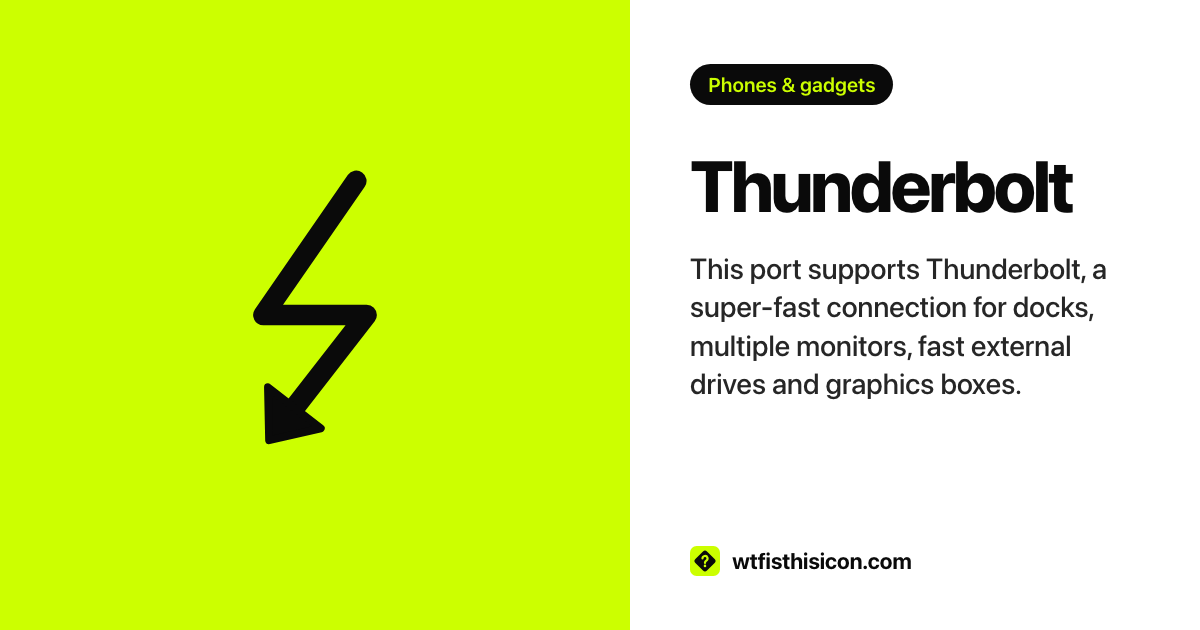 Phones & gadgets
Thunderbolt
This port supports Thunderbolt, a
super-fast connection for docks,
multiple monitors, fast external
drives and graphics boxes.
?
wtfisthisicon.com